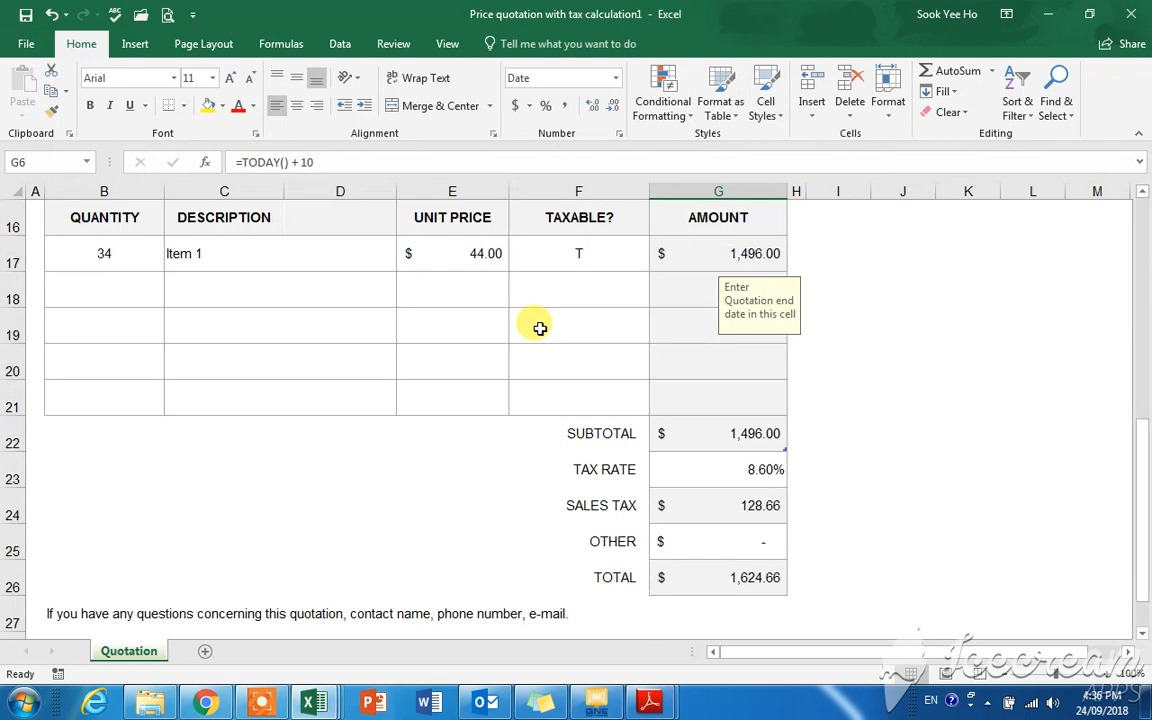 Price quotation with tax calculation1 - Excel
Sook Yee Ho
File Home Insert Page Layout Formulas Data Review View Tell me what you want to do Share
Paste
Arial 11
B I U
Wrap Text
Merge & Center
Date
$ % ,
Conditional Formatting
Format as Table
Cell Styles
Insert Delete Format
AutoSum
Fill
Clear
Sort & Filter
Find & Select
Clipboard Font Alignment Number Styles Cells Editing
G6 fx =TODAY() + 10
A B C D E F G H I J K L M
16 QUANTITY DESCRIPTION UNIT PRICE TAXABLE? AMOUNT
17 34 Item 1 $ 44.00 T $ 1,496.00
18
Enter
Quotation end
date in this cell
19
20
21
22 SUBTOTAL $ 1,496.00
23 TAX RATE 8.60%
24 SALES TAX $ 128.66
25 OTHER $ -
26 TOTAL $ 1,624.66
27 If you have any questions concerning this quotation, contact name, phone number, e-mail.
Quotation
Ready
Icecream
APPS
100%
EN
4:36 PM
24/09/2018